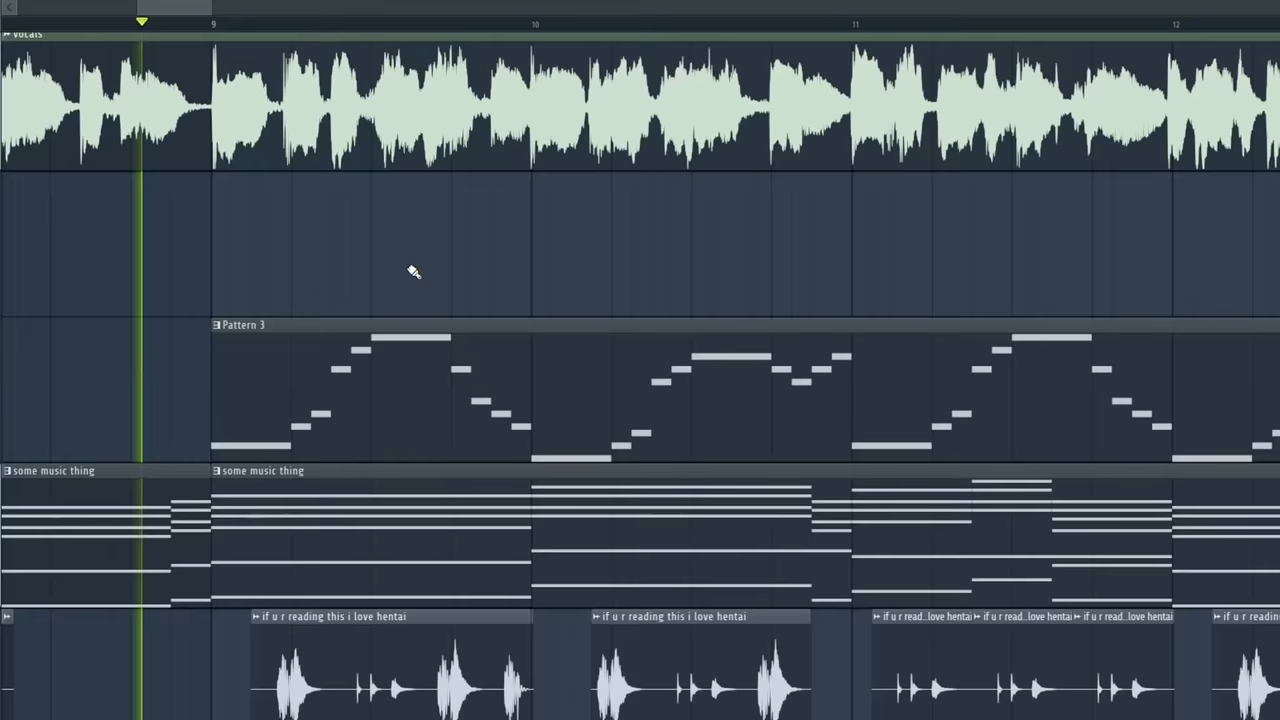 9
10
11
12
Vocals
Pattern 3
some music thing
some music thing
if u r reading this i love hentai
if u r reading this i love hentai
if u r read..love hentai
if u r read..love hentai
if u r read..love hentai
if u r readin